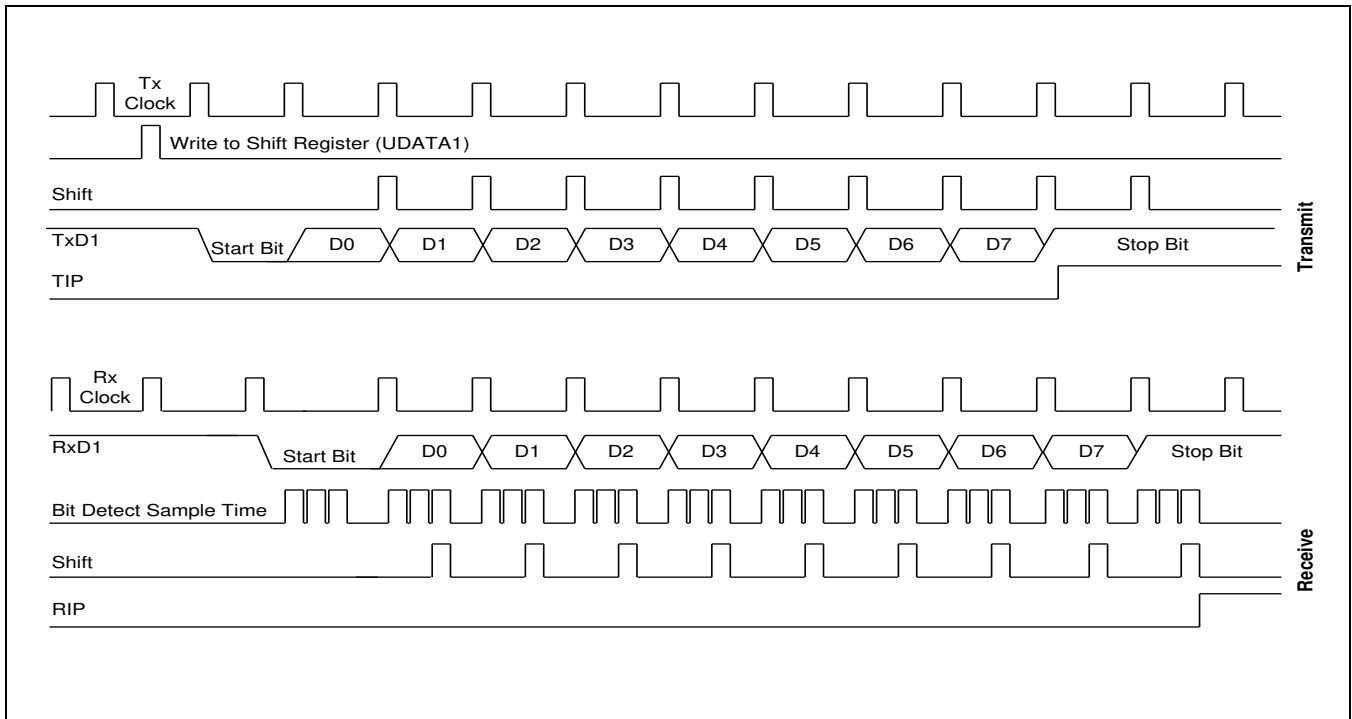 Tx
Clock
Write to Shift Register (UDATA1)
Shift
TxD1
Start Bit
D0
D1
D2
D3
D4
D5
D6
D7
Stop Bit
TIP
Transmit
Rx
Clock
RxD1
Start Bit
D0
D1
D2
D3
D4
D5
D6
D7
Stop Bit
Bit Detect Sample Time
Shift
RIP
Receive